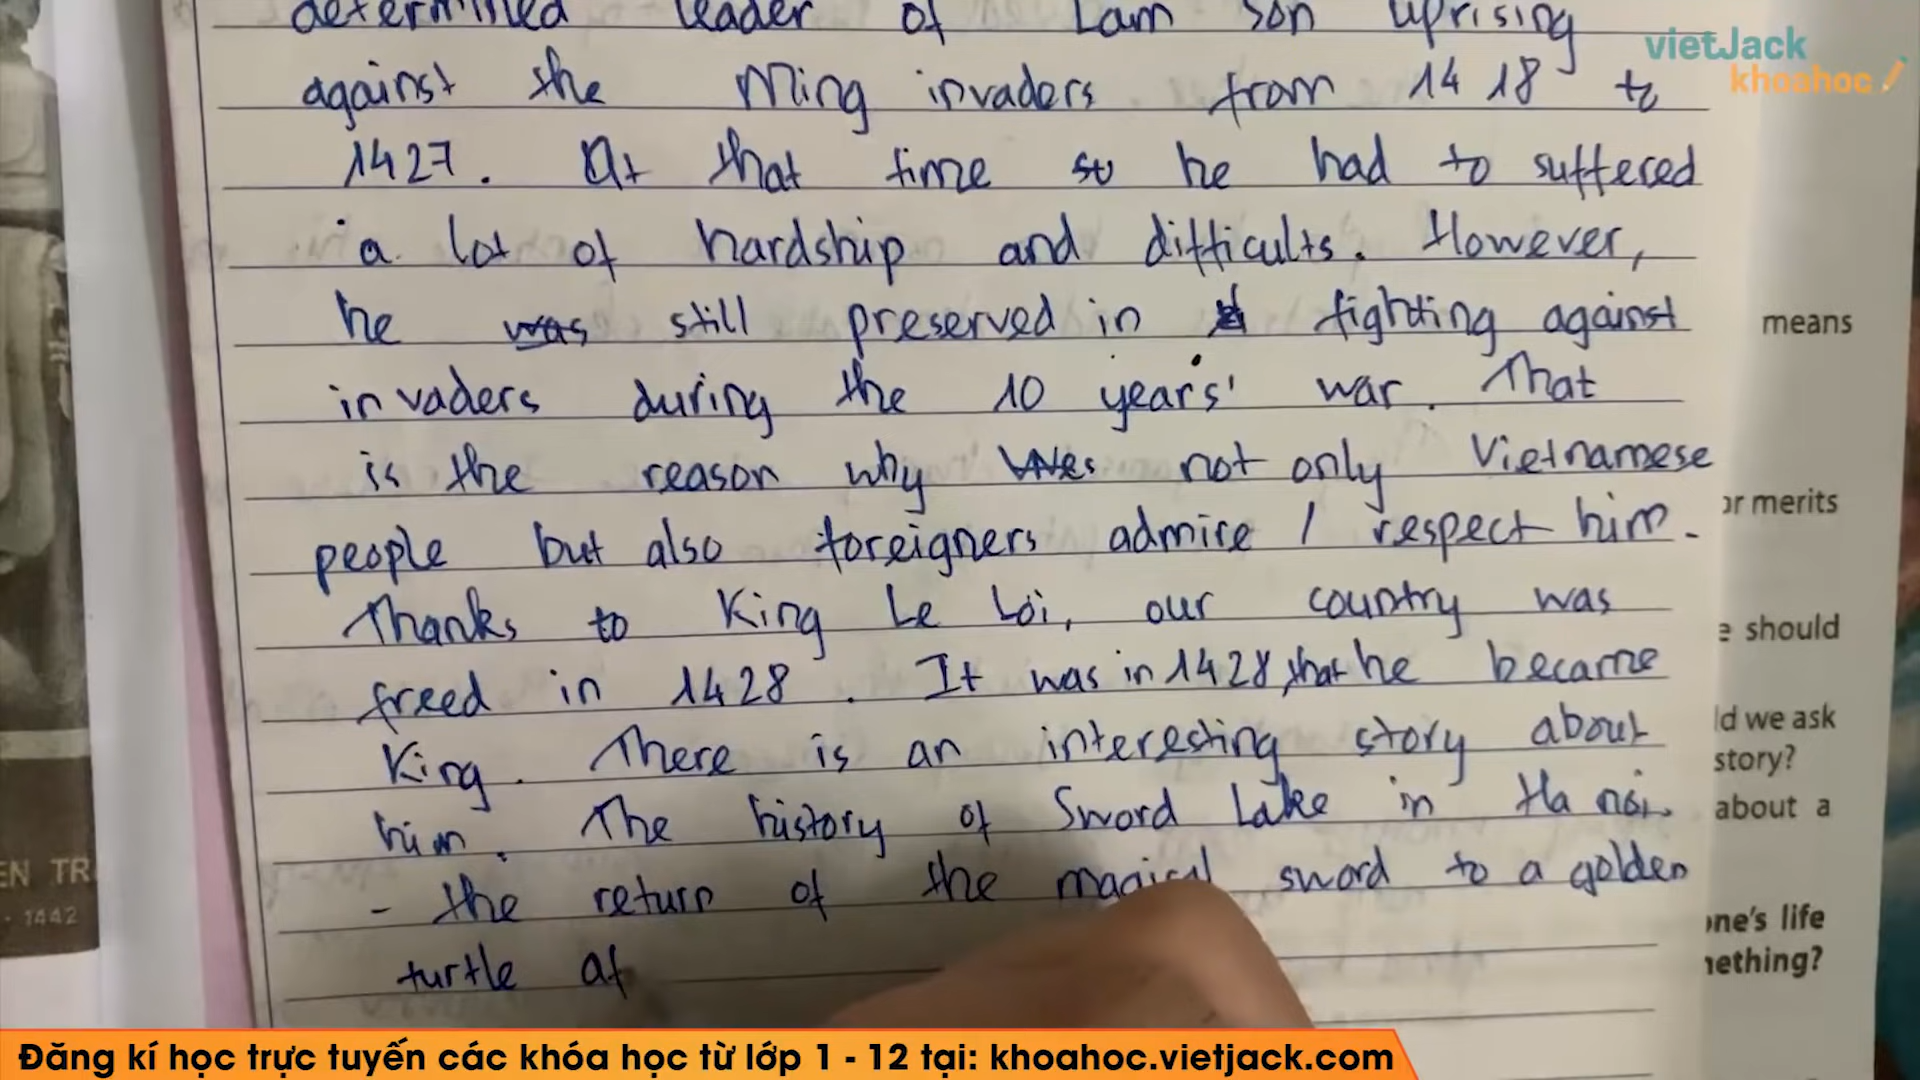 determined leader of Lam Son uprising
against the Ming invaders from 1418 to
1427. At that time he had to suffered
a lot of hardship and difficults. However,
he was still preserved in fighting against
invaders during the 10 years' war. That
is the reason why not only Vietnamese
people but also foreigners admire / respect him.
Thanks to King Le Loi, our country was
freed in 1428. It was in 1428, that he became
King. There is an interesting story about
him. The history of Sword Lake in Ha noi.
- the return of the magical sword to a golden
turtle af
vietJack
khoahoc
means
or merits
should
we ask
story?
about a
one's life
EN TR
1442
Đăng kí học trực tuyến các khóa học từ lớp 1 - 12 tại: khoahoc.vietjack.com